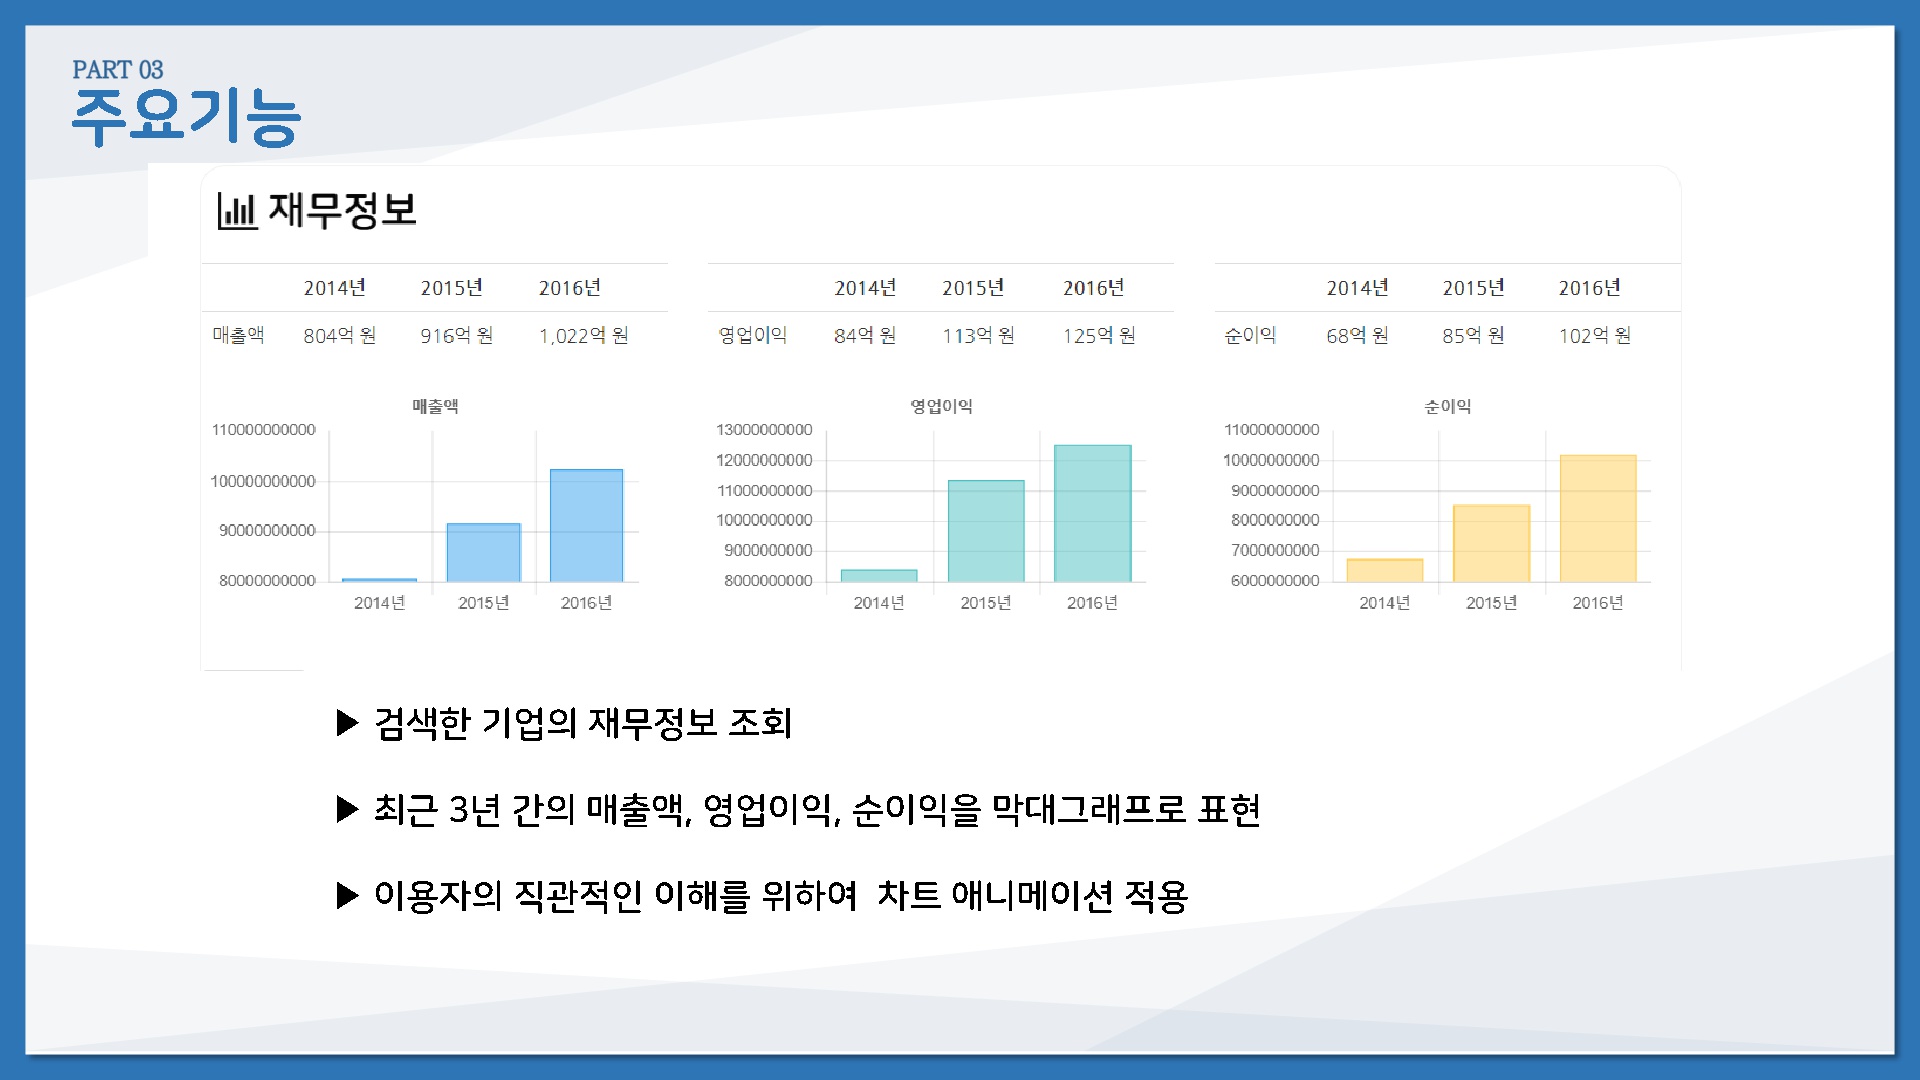 PART 03
주요기능
재무정보
2014년 2015년 2016년
매출액 804억 원 916억 원 1,022억 원
2014년 2015년 2016년
영업이익 84억 원 113억 원 125억 원
2014년 2015년 2016년
순이익 68억 원 85억 원 102억 원
매출액
110000000000
100000000000
90000000000
80000000000
2014년 2015년 2016년
영업이익
13000000000
12000000000
11000000000
10000000000
9000000000
8000000000
2014년 2015년 2016년
순이익
11000000000
10000000000
9000000000
8000000000
7000000000
6000000000
2014년 2015년 2016년
▶ 검색한 기업의 재무정보 조회
▶ 최근 3년 간의 매출액, 영업이익, 순이익을 막대그래프로 표현
▶ 이용자의 직관적인 이해를 위하여 차트 애니메이션 적용